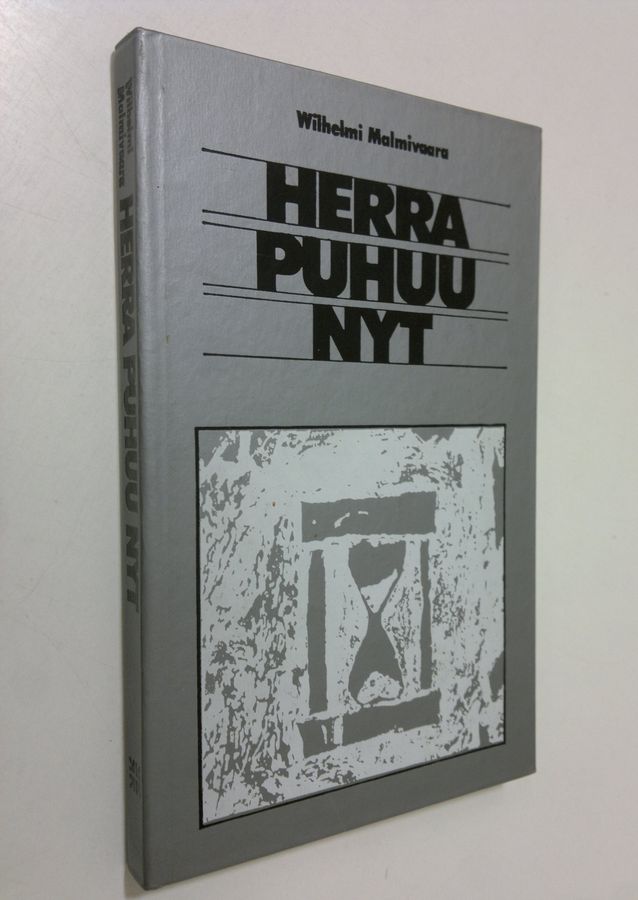 Wilhelmi Malmivaara
HERRA
PUHUU
NYT
Wilhelmi
Malmivaara
HERRA PUHUU NYT